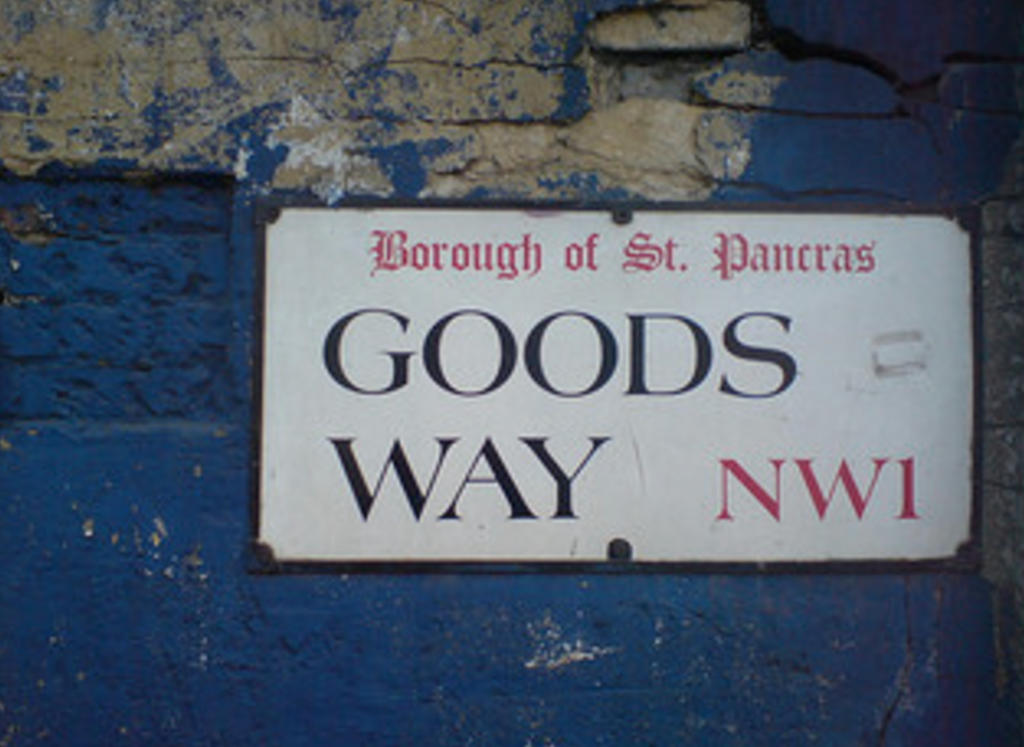 Borough of St. Pancras
GOODS
WAY NW1